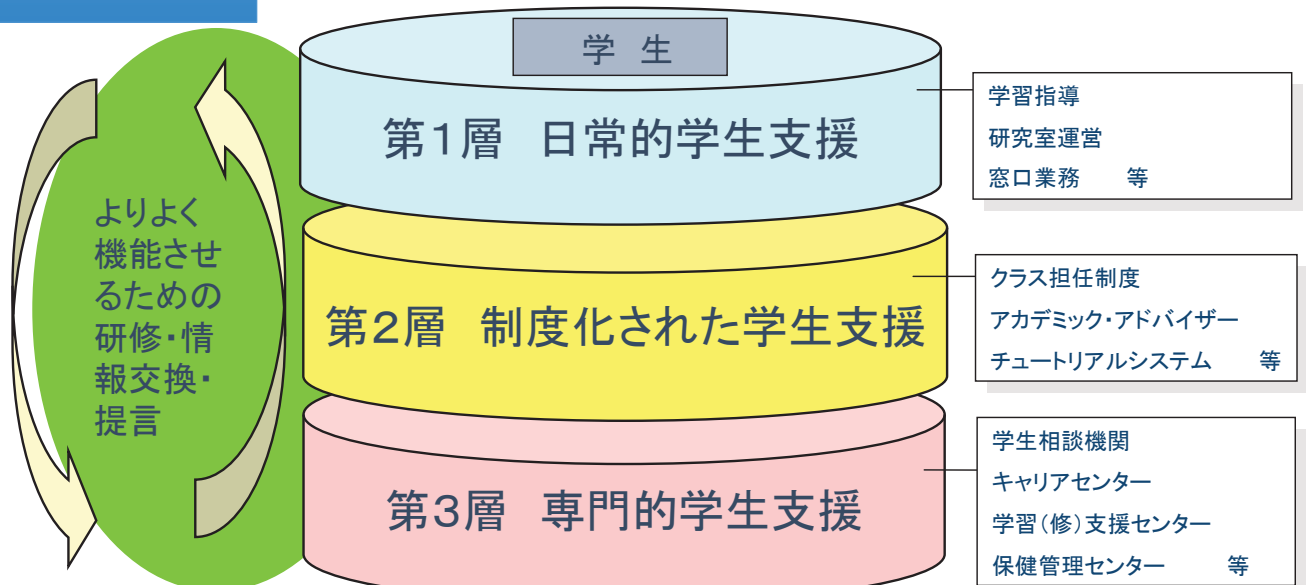 学 生
第1層 日常的学生支援
学習指導
研究室運営
窓口業務 等
よりよく
機能させ
るための
研修・情
報交換・
提言
第2層 制度化された学生支援
クラス担任制度
アカデミック・アドバイザー
チュートリアルシステム 等
第3層 専門的学生支援
学生相談機関
キャリアセンター
学習(修)支援センター
保健管理センター 等